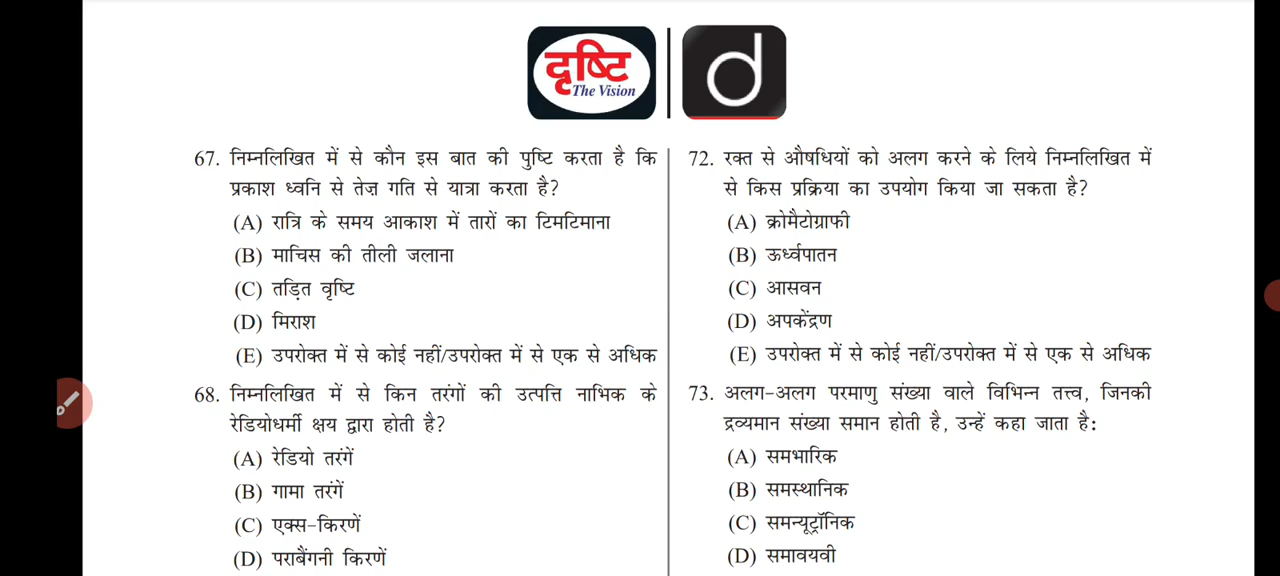 दृष्टि
The Vision
d
67. निम्नलिखित में से कौन इस बात की पुष्टि करता है कि
प्रकाश ध्वनि से तेज़ गति से यात्रा करता है?
(A) रात्रि के समय आकाश में तारों का टिमटिमाना
(B) माचिस की तीली जलाना
(C) तड़ित वृष्टि
(D) मिराश
(E) उपरोक्त में से कोई नहीं/उपरोक्त में से एक से अधिक
68. निम्नलिखित में से किन तरंगों की उत्पत्ति नाभिक के
रेडियोधर्मी क्षय द्वारा होती है?
(A) रेडियो तरंगें
(B) गामा तरंगें
(C) एक्स-किरणें
(D) पराबैंगनी किरणें
72. रक्त से औषधियों को अलग करने के लिये निम्नलिखित में
से किस प्रक्रिया का उपयोग किया जा सकता है?
(A) क्रोमैटोग्राफी
(B) ऊर्ध्वपातन
(C) आसवन
(D) अपकेंद्रण
(E) उपरोक्त में से कोई नहीं/उपरोक्त में से एक से अधिक
73. अलग-अलग परमाणु संख्या वाले विभिन्न तत्त्व, जिनकी
द्रव्यमान संख्या समान होती है, उन्हें कहा जाता है:
(A) समभारिक
(B) समस्थानिक
(C) समन्यूट्रॉनिक
(D) समावयवी